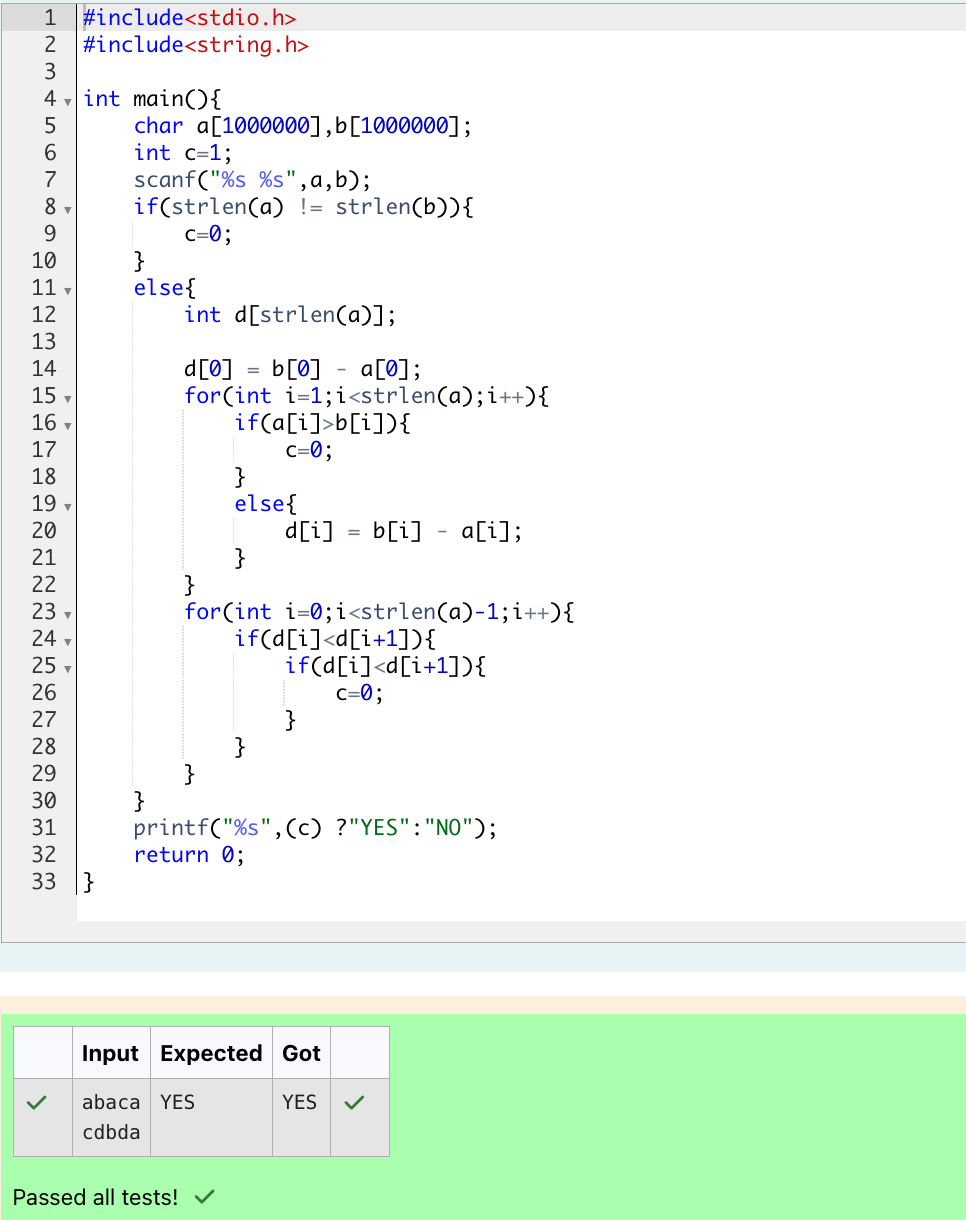 1 #include<stdio.h>
2 #include<string.h>
3
4 int main(){
5     char a[1000000],b[1000000];
6     int c=1;
7     scanf("%s %s",a,b);
8     if(strlen(a) != strlen(b)){
9         c=0;
10     }
11     else{
12         int d[strlen(a)];
13
14         d[0] = b[0] - a[0];
15         for(int i=1;i<strlen(a);i++){
16             if(a[i]>b[i]){
17                 c=0;
18             }
19             else{
20                 d[i] = b[i] - a[i];
21             }
22         }
23         for(int i=0;i<strlen(a)-1;i++){
24             if(d[i]<d[i+1]){
25                 if(d[i]<d[i+1]){
26                     c=0;
27                 }
28             }
29         }
30     }
31     printf("%s",(c) ?"YES":"NO");
32     return 0;
33 }
Input Expected Got
abaca YES YES
cdbda
Passed all tests!